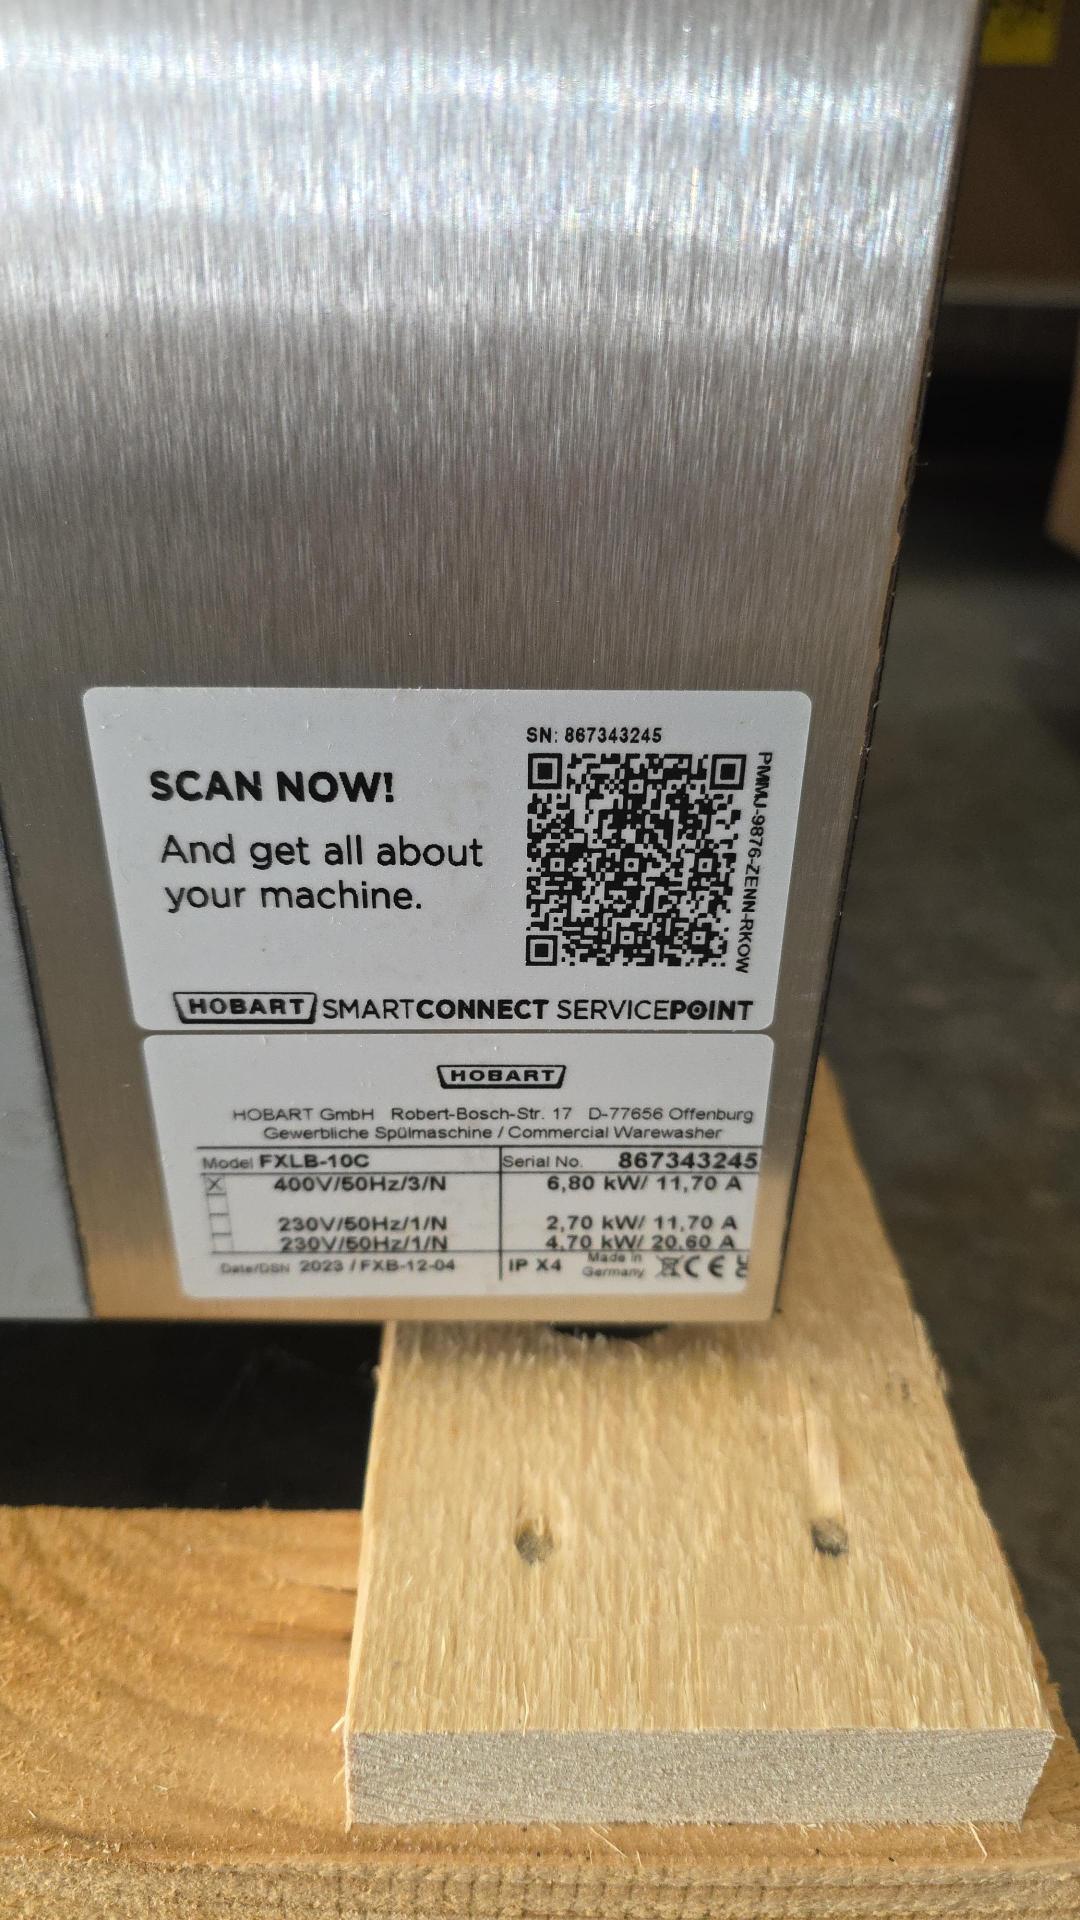 SN: 867343245
PMMJ-9876-ZENN-RKOW
SCAN NOW!
And get all about
your machine.
HOBART SMARTCONNECT SERVICEPOINT
HOBART
HOBART GmbH Robert-Bosch-Str. 17 D-77656 Offenburg
Gewerbliche Spülmaschine / Commercial Warewasher
Model FXLB-10C Serial No. 867343245
X 400V/50Hz/3/N 6,80 kW/ 11,70 A
230V/50Hz/1/N 2,70 kW/ 11,70 A
230V/50Hz/1/N 4,70 kW/ 20,60 A
Date/DSN 2023 / FXB-12-04 IP X4 Made in Germany CE